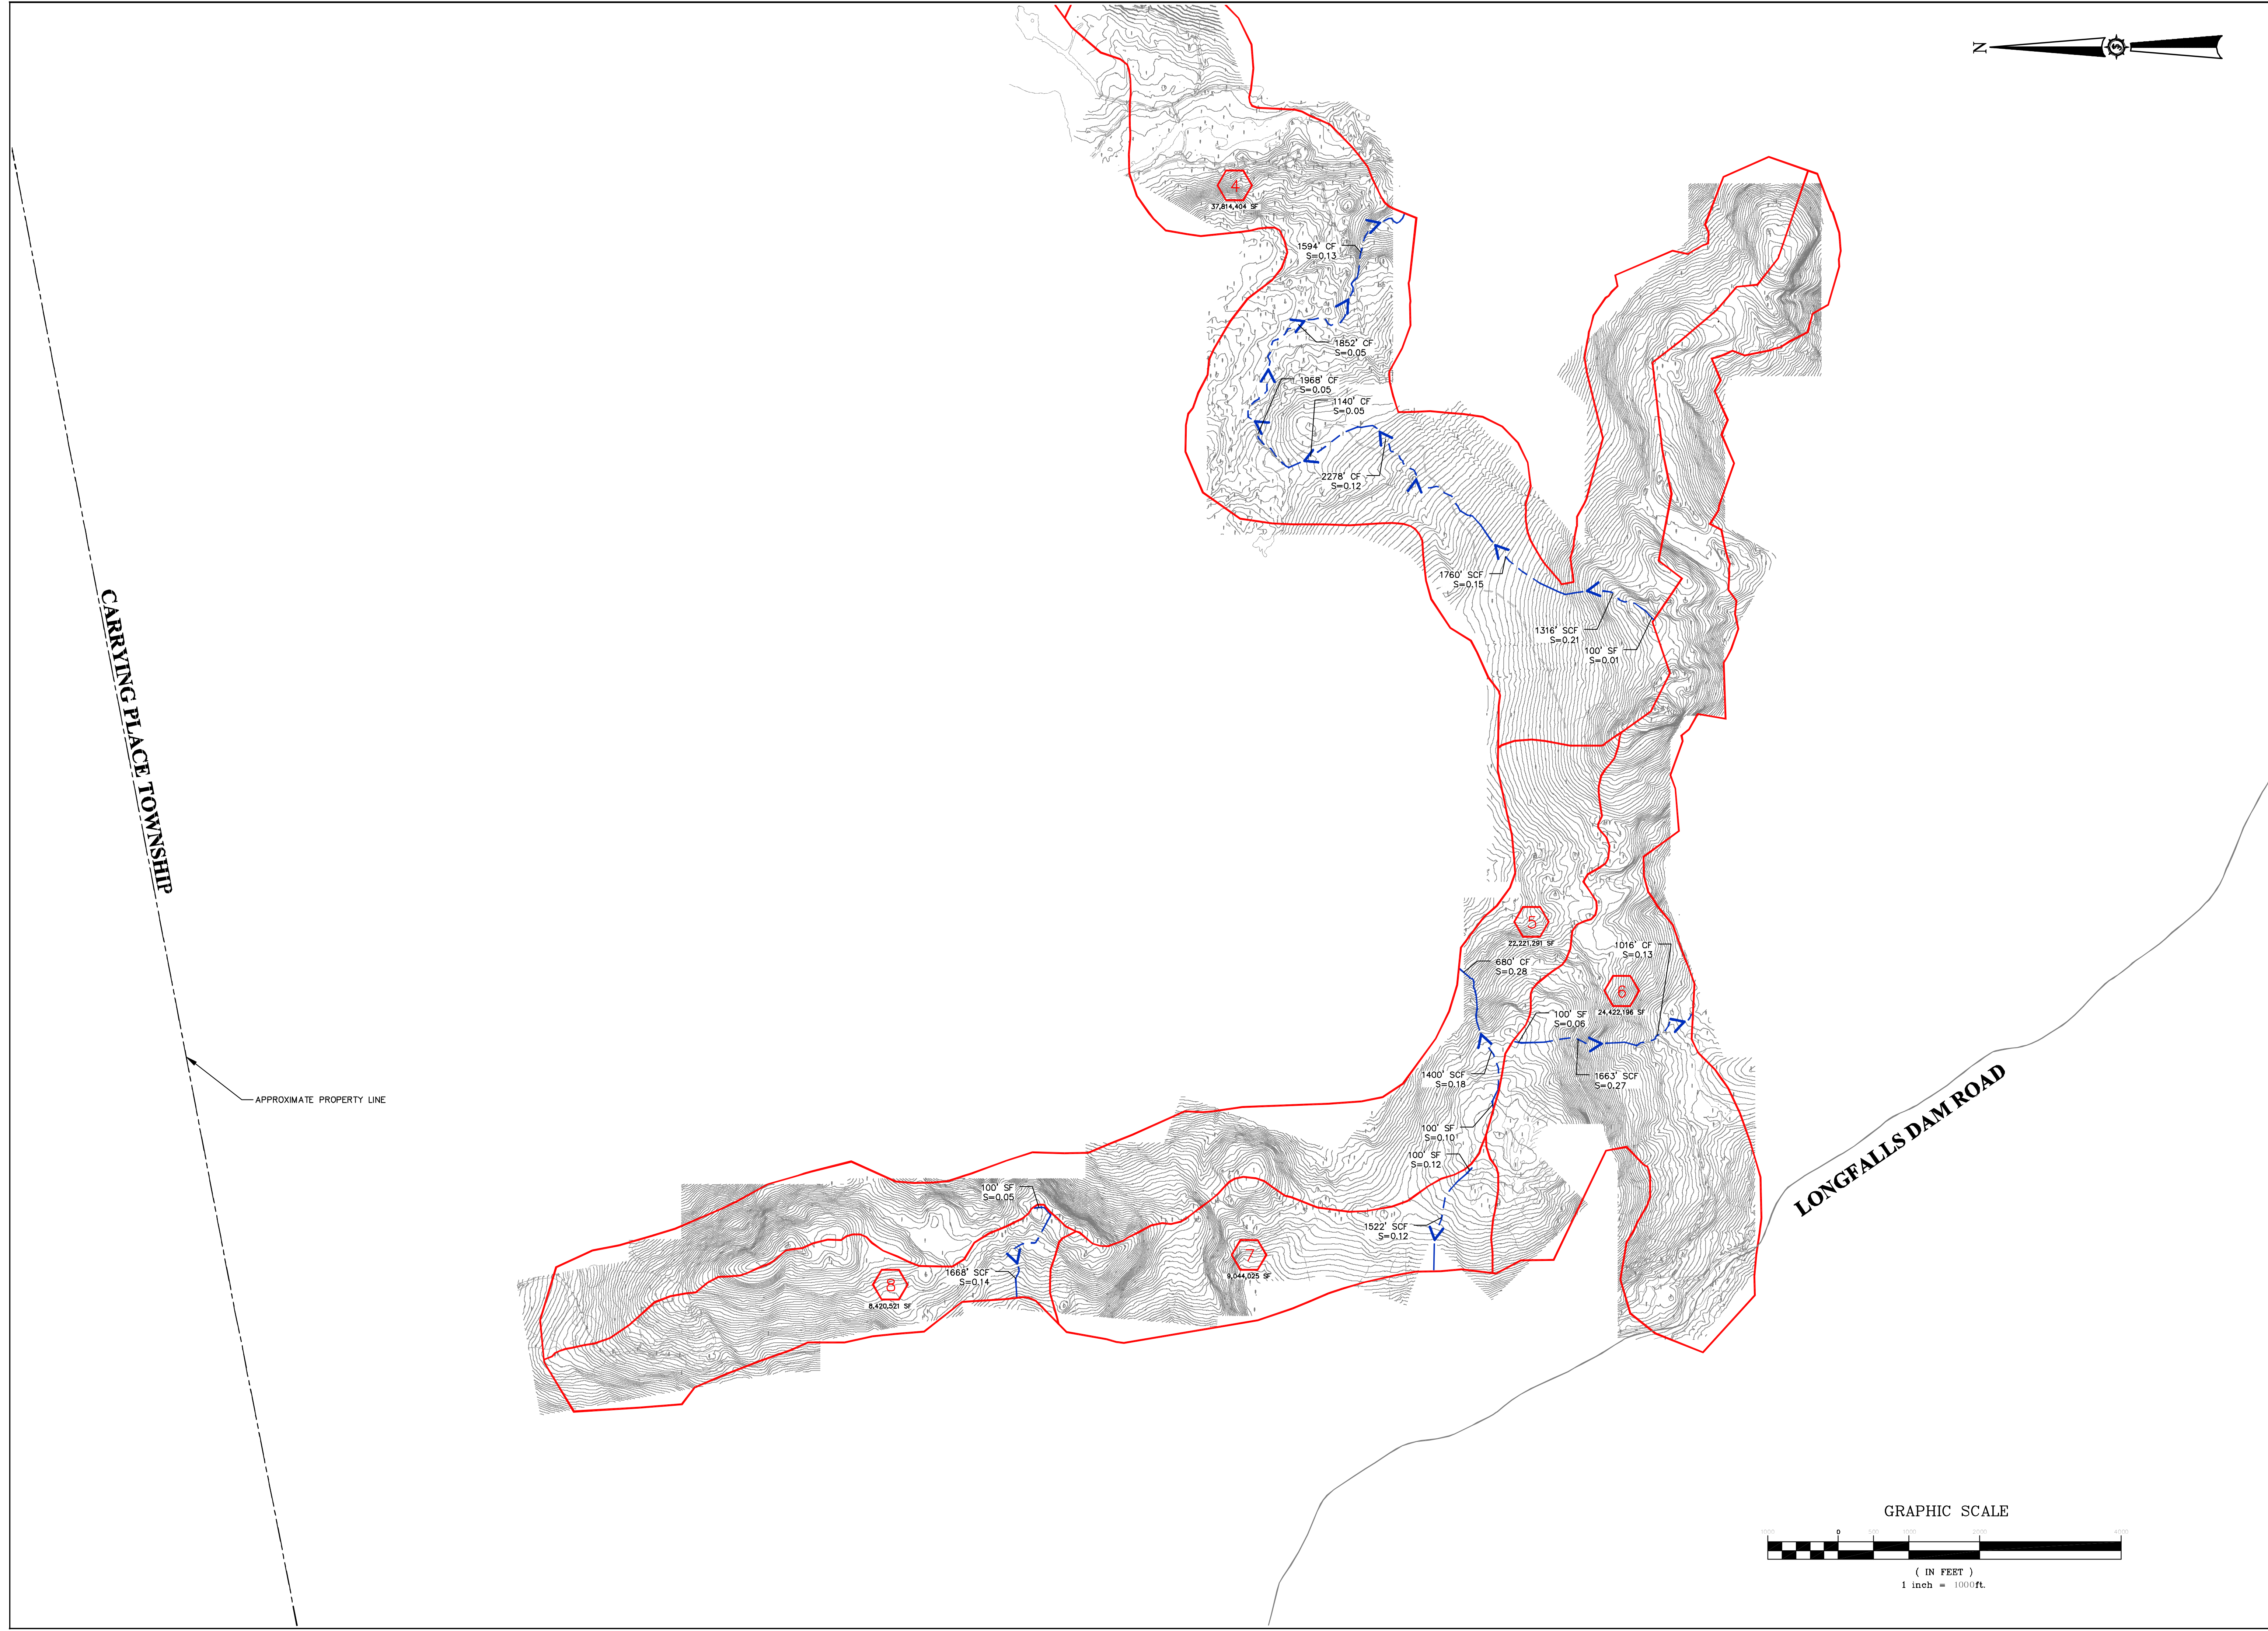 N
4
37,814,404 SF
1594' CF
S=0.13
1852' CF
S=0.05
1968' CF
S=0.05
1140' CF
S=0.05
2278' CF
S=0.12
1760' SCF
S=0.15
1316' SCF
S=0.21
100' SF
S=0.01
CARRYING PLACE TOWNSHIP
APPROXIMATE PROPERTY LINE
5
22,221,291 SF
680' CF
S=0.28
1016' CF
S=0.13
6
24,422,196 SF
100' SF
S=0.06
1400' SCF
S=0.18
1663' SCF
S=0.27
100' SF
S=0.10
100' SF
S=0.12
1522' SCF
S=0.12
100' SF
S=0.05
1668' SCF
S=0.14
7
9,044,025 SF
8
8,420,521 SF
LONGFALLS DAM ROAD
GRAPHIC SCALE
1000 0 500 1000 2000 4000
( IN FEET )
1 inch = 1000ft.